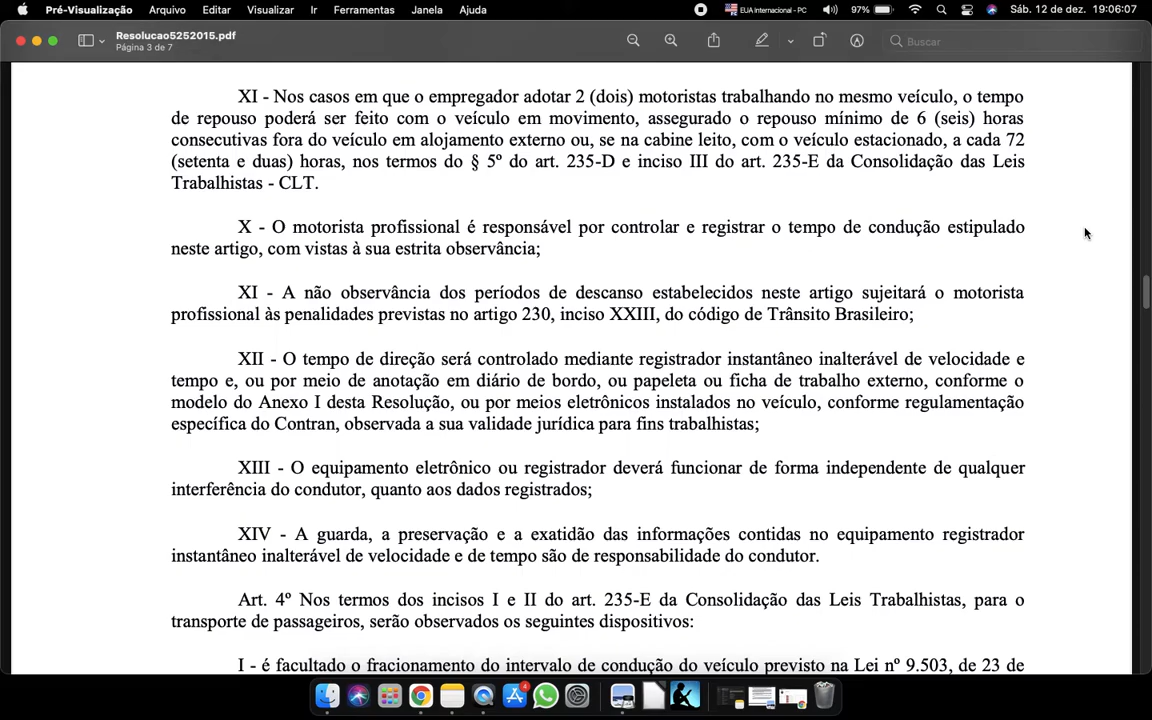 Pré-Visualização Arquivo Editar Visualizar Ir Ferramentas Janela Ajuda EUA Internacional - PC 97% Sáb. 12 de dez. 19:06:07
Resolucao5252015.pdf
Página 3 de 7
Buscar
XI - Nos casos em que o empregador adotar 2 (dois) motoristas trabalhando no mesmo veículo, o tempo
de repouso poderá ser feito com o veículo em movimento, assegurado o repouso mínimo de 6 (seis) horas
consecutivas fora do veículo em alojamento externo ou, se na cabine leito, com o veículo estacionado, a cada 72
(setenta e duas) horas, nos termos do § 5º do art. 235-D e inciso III do art. 235-E da Consolidação das Leis
Trabalhistas - CLT.
X - O motorista profissional é responsável por controlar e registrar o tempo de condução estipulado
neste artigo, com vistas à sua estrita observância;
XI - A não observância dos períodos de descanso estabelecidos neste artigo sujeitará o motorista
profissional às penalidades previstas no artigo 230, inciso XXIII, do código de Trânsito Brasileiro;
XII - O tempo de direção será controlado mediante registrador instantâneo inalterável de velocidade e
tempo e, ou por meio de anotação em diário de bordo, ou papeleta ou ficha de trabalho externo, conforme o
modelo do Anexo I desta Resolução, ou por meios eletrônicos instalados no veículo, conforme regulamentação
específica do Contran, observada a sua validade jurídica para fins trabalhistas;
XIII - O equipamento eletrônico ou registrador deverá funcionar de forma independente de qualquer
interferência do condutor, quanto aos dados registrados;
XIV - A guarda, a preservação e a exatidão das informações contidas no equipamento registrador
instantâneo inalterável de velocidade e de tempo são de responsabilidade do condutor.
Art. 4º Nos termos dos incisos I e II do art. 235-E da Consolidação das Leis Trabalhistas, para o
transporte de passageiros, serão observados os seguintes dispositivos:
I - é facultado o fracionamento do intervalo de condução do veículo previsto na Lei nº 9.503, de 23 de
4